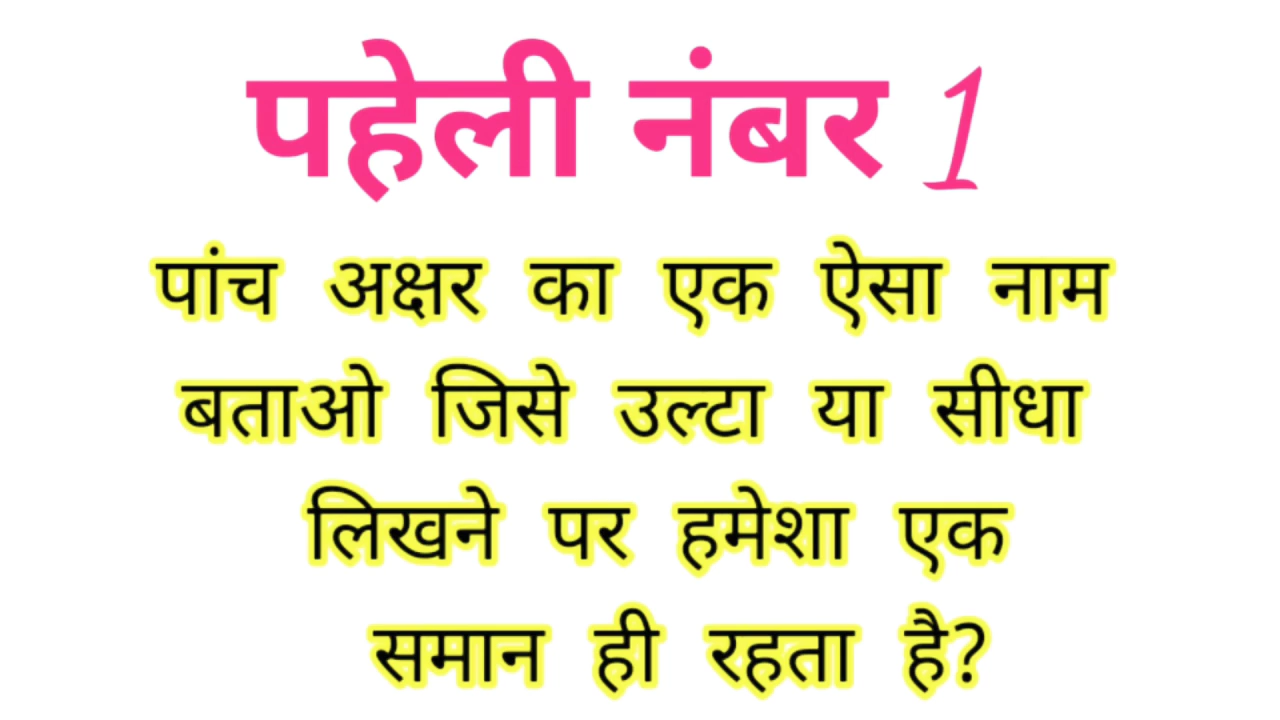 पहेली नंबर 1
पांच अक्षर का एक ऐसा नाम
बताओ जिसे उल्टा या सीधा
लिखने पर हमेशा एक
समान ही रहता है?